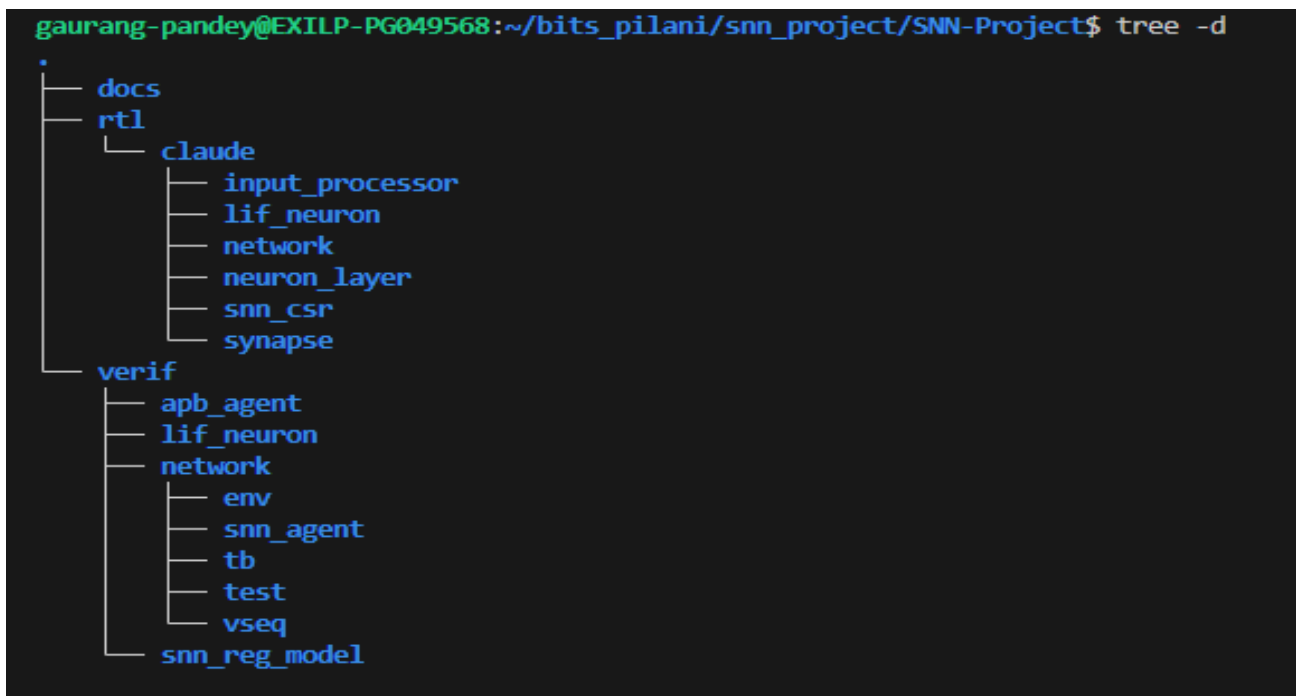 gaurang-pandey@EXILP-PG049568:~/bits_pilani/snn_project/SNN-Project$ tree -d
.
├── docs
├── rtl
│   └── claude
│       ├── input_processor
│       ├── lif_neuron
│       ├── network
│       ├── neuron_layer
│       ├── snn_csr
│       └── synapse
└── verif
    ├── apb_agent
    ├── lif_neuron
    ├── network
    │   ├── env
    │   ├── snn_agent
    │   ├── tb
    │   ├── test
    │   └── vseq
    └── snn_reg_model